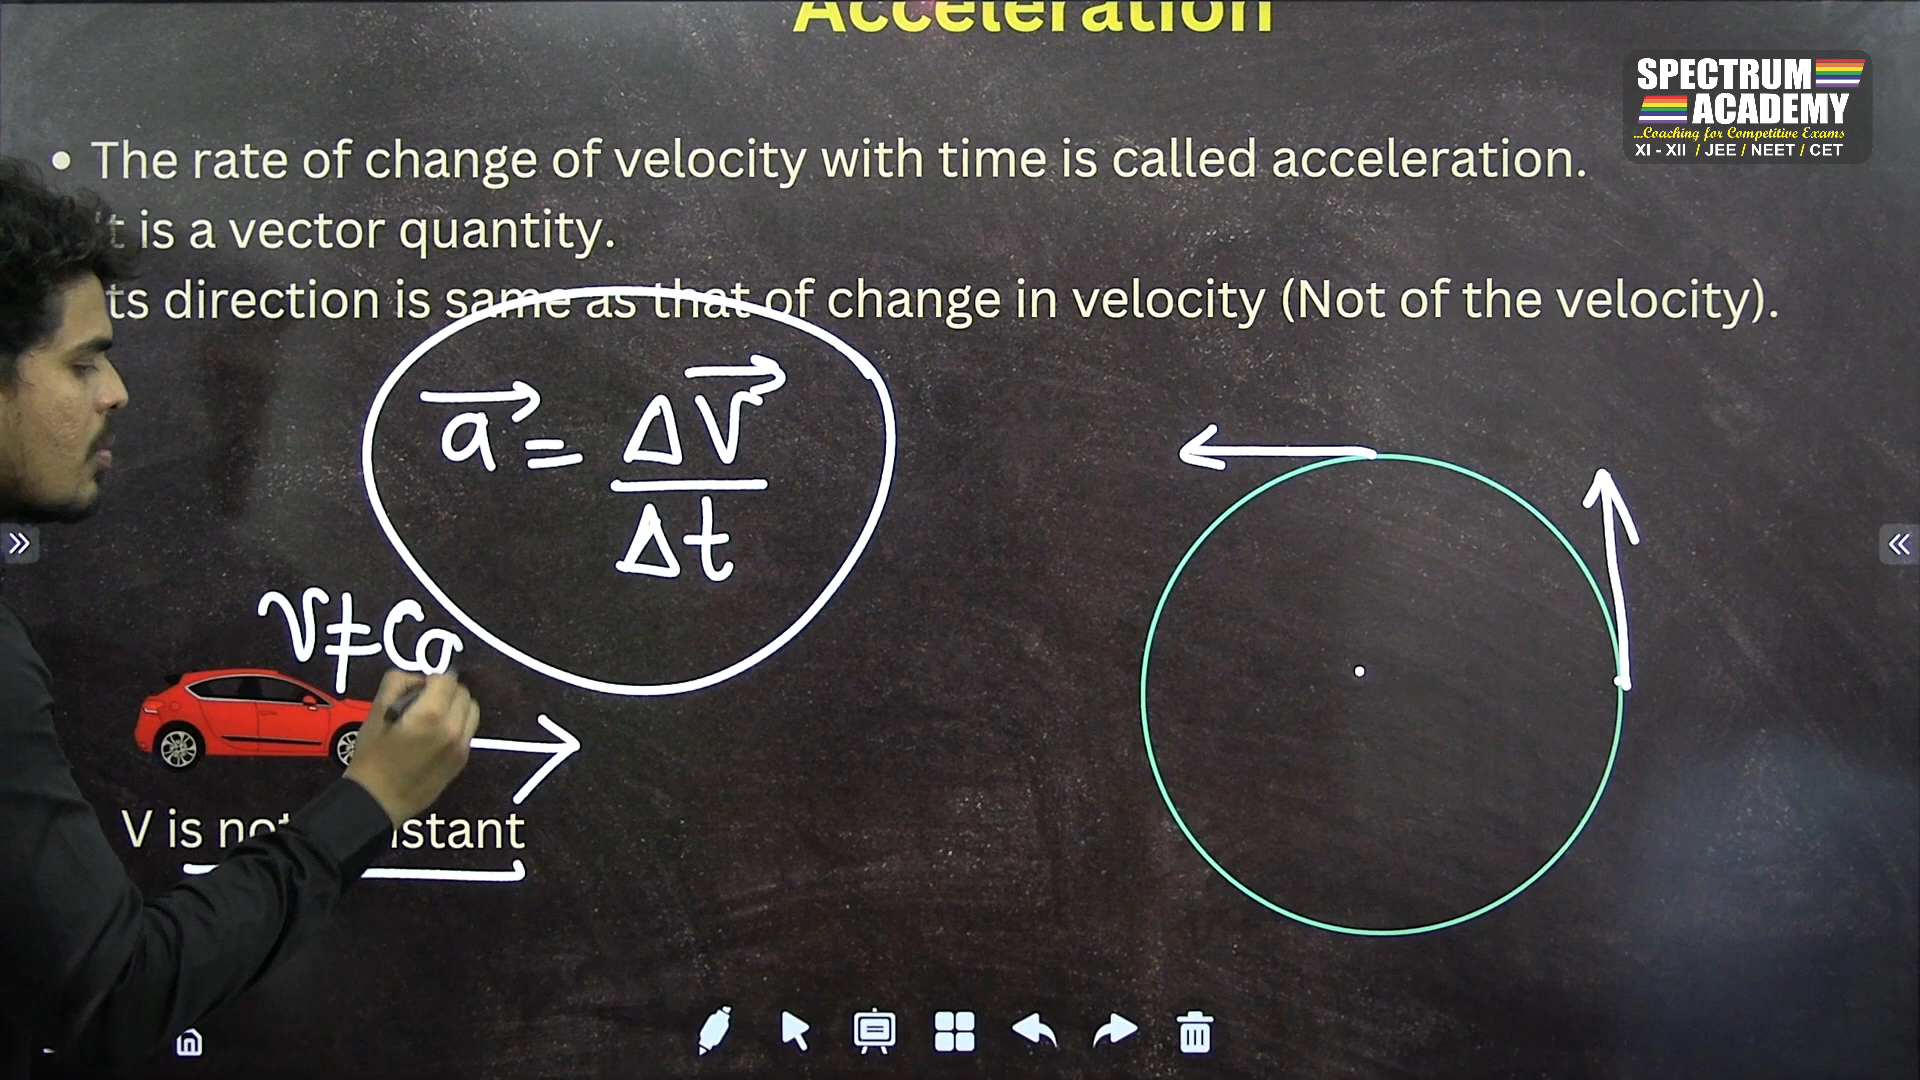 Acceleration
SPECTRUM
ACADEMY
...Coaching for Competitive Exams
XI - XII / JEE / NEET / CET
• The rate of change of velocity with time is called acceleration.
t is a vector quantity.
ts direction is same as that of change in velocity (Not of the velocity).
a = ΔV
Δt
V ≠ Co
V is not nstant